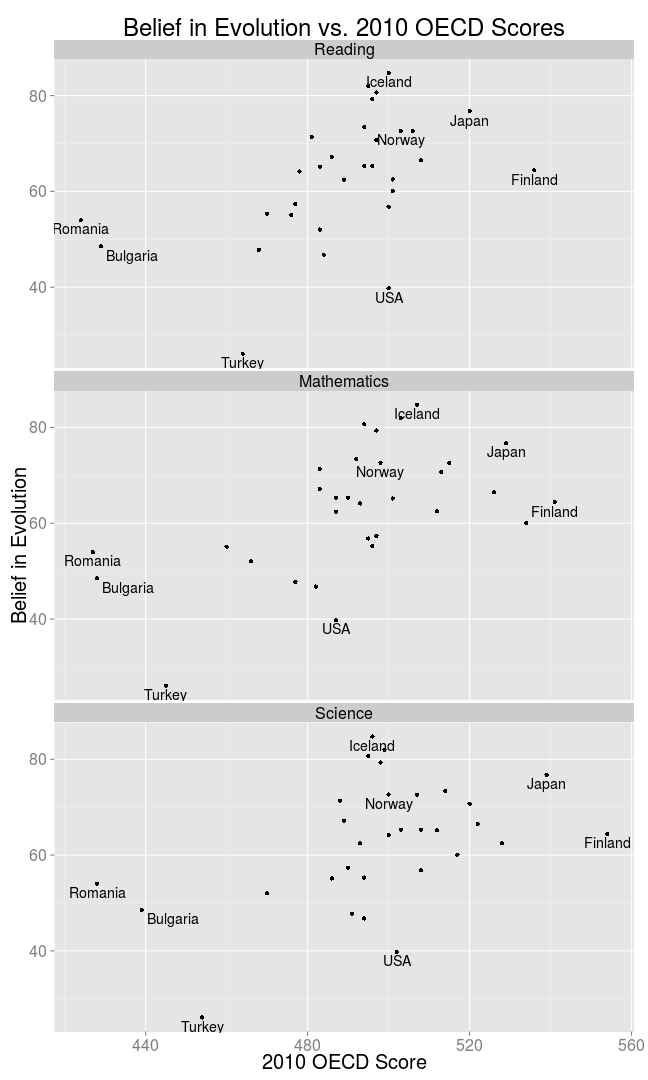 Belief in Evolution vs. 2010 OECD Scores
Reading
80
60
40
Iceland
Japan
Norway
Finland
Romania
Bulgaria
USA
Turkey
Mathematics
80
60
40
Iceland
Japan
Norway
Finland
Romania
Bulgaria
USA
Turkey
Belief in Evolution
Science
80
60
40
Iceland
Japan
Norway
Finland
Romania
Bulgaria
USA
Turkey
440 480 520 560
2010 OECD Score